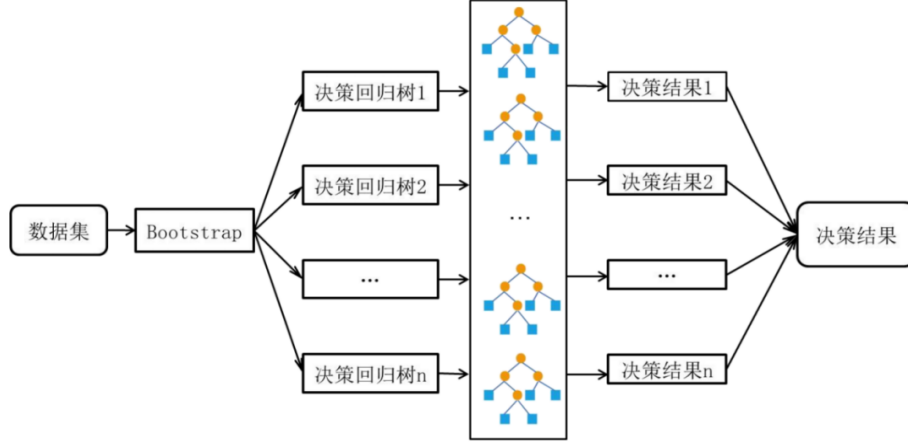 数据集
Bootstrap
决策回归树1
决策回归树2
...
决策回归树n
...
决策结果1
决策结果2
...
决策结果n
决策结果